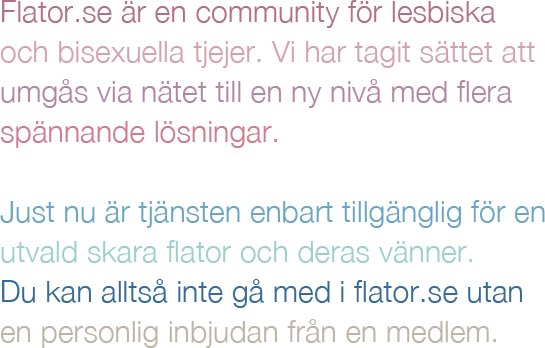 Flator.se är en community för lesbiska
och bisexuella tjejer. Vi har tagit sättet att
umgås via nätet till en ny nivå med flera
spännande lösningar.

Just nu är tjänsten enbart tillgänglig för en
utvald skara flator och deras vänner.
Du kan alltså inte gå med i flator.se utan
en personlig inbjudan från en medlem.